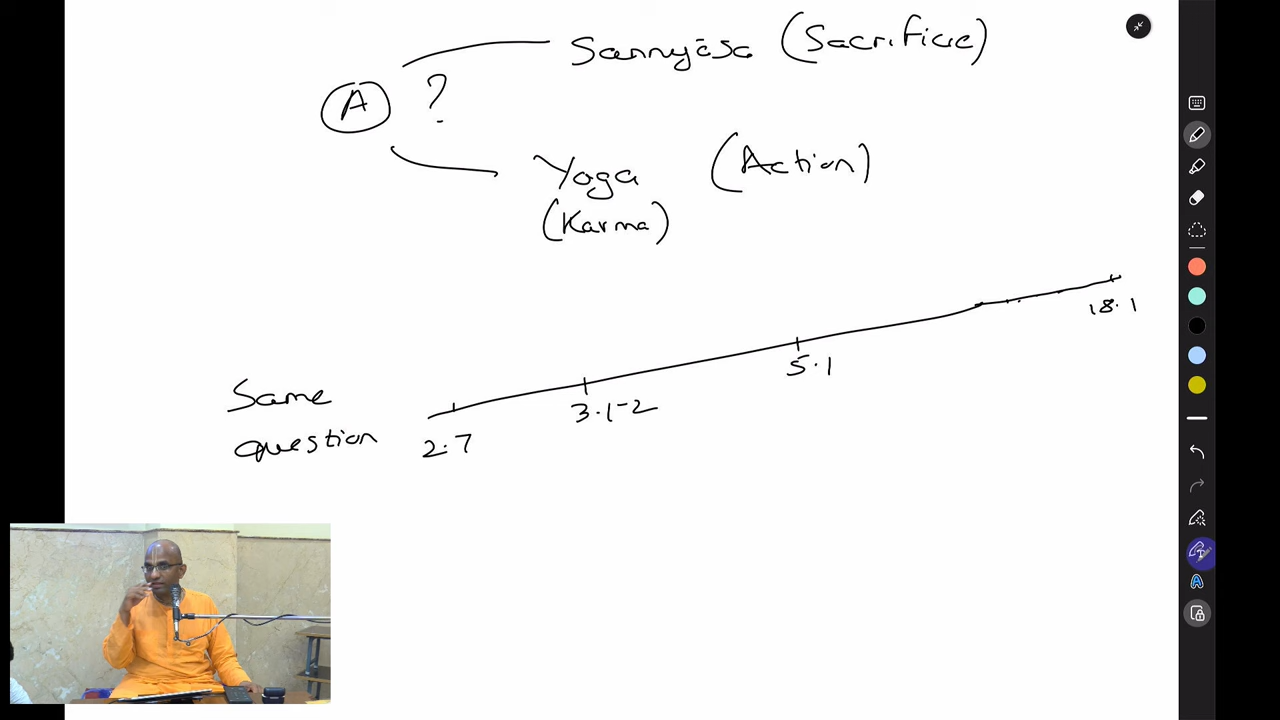 Sannyāsa (Sacrifice)
A ?
Yoga (Action)
(Karma)
18.1
5.1
Same
3.1-2
question
2.7